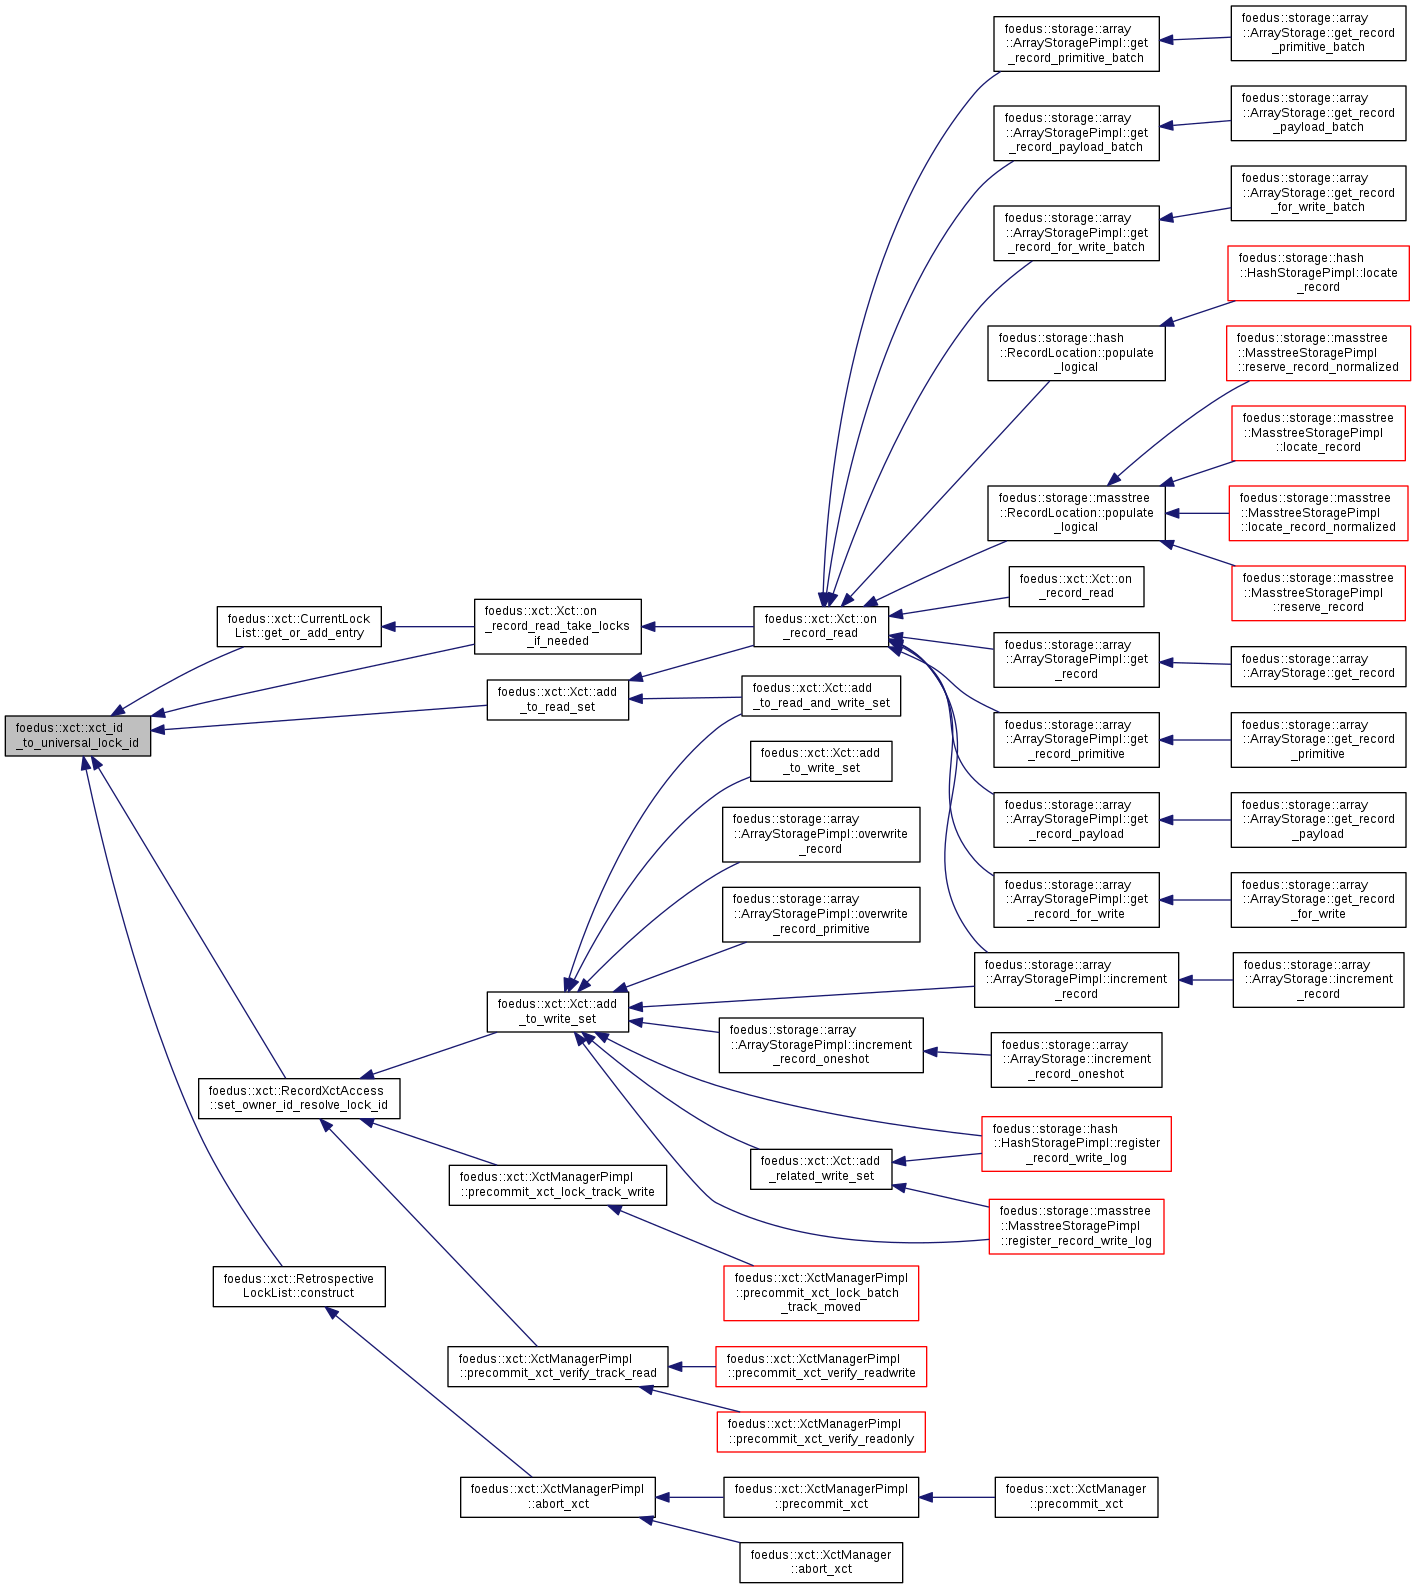 foedus::storage::array
::ArrayStoragePimpl::get
_record_primitive_batch
foedus::storage::array
::ArrayStorage::get_record
_primitive_batch
foedus::storage::array
::ArrayStoragePimpl::get
_record_payload_batch
foedus::storage::array
::ArrayStorage::get_record
_payload_batch
foedus::storage::array
::ArrayStoragePimpl::get
_record_for_write_batch
foedus::storage::array
::ArrayStorage::get_record
_for_write_batch
foedus::storage::hash
::RecordLocation::populate
_logical
foedus::storage::hash
::HashStoragePimpl::locate
_record
foedus::storage::masstree
::MasstreeStoragePimpl
::reserve_record_normalized
foedus::storage::masstree
::MasstreeStoragePimpl
::locate_record
foedus::storage::masstree
::RecordLocation::populate
_logical
foedus::storage::masstree
::MasstreeStoragePimpl
::locate_record_normalized
foedus::storage::masstree
::MasstreeStoragePimpl
::reserve_record
foedus::xct::Xct::on
_record_read
foedus::xct::CurrentLock
List::get_or_add_entry
foedus::xct::Xct::on
_record_read_take_locks
_if_needed
foedus::xct::Xct::on
_record_read
foedus::storage::array
::ArrayStoragePimpl::get
_record
foedus::storage::array
::ArrayStorage::get_record
foedus::xct::Xct::add
_to_read_set
foedus::xct::Xct::add
_to_read_and_write_set
foedus::xct::xct_id
_to_universal_lock_id
foedus::storage::array
::ArrayStoragePimpl::get
_record_primitive
foedus::storage::array
::ArrayStorage::get_record
_primitive
foedus::xct::Xct::add
_to_write_set
foedus::storage::array
::ArrayStoragePimpl::get
_record_payload
foedus::storage::array
::ArrayStorage::get_record
_payload
foedus::storage::array
::ArrayStoragePimpl::overwrite
_record
foedus::storage::array
::ArrayStoragePimpl::get
_record_for_write
foedus::storage::array
::ArrayStorage::get_record
_for_write
foedus::storage::array
::ArrayStoragePimpl::overwrite
_record_primitive
foedus::storage::array
::ArrayStoragePimpl::increment
_record
foedus::storage::array
::ArrayStorage::increment
_record
foedus::xct::Xct::add
_to_write_set
foedus::storage::array
::ArrayStoragePimpl::increment
_record_oneshot
foedus::storage::array
::ArrayStorage::increment
_record_oneshot
foedus::xct::RecordXctAccess
::set_owner_id_resolve_lock_id
foedus::storage::hash
::HashStoragePimpl::register
_record_write_log
foedus::xct::Xct::add
_related_write_set
foedus::xct::XctManagerPimpl
::precommit_xct_lock_track_write
foedus::storage::masstree
::MasstreeStoragePimpl
::register_record_write_log
foedus::xct::Retrospective
LockList::construct
foedus::xct::XctManagerPimpl
::precommit_xct_lock_batch
_track_moved
foedus::xct::XctManagerPimpl
::precommit_xct_verify_track_read
foedus::xct::XctManagerPimpl
::precommit_xct_verify_readwrite
foedus::xct::XctManagerPimpl
::precommit_xct_verify_readonly
foedus::xct::XctManagerPimpl
::abort_xct
foedus::xct::XctManagerPimpl
::precommit_xct
foedus::xct::XctManager
::precommit_xct
foedus::xct::XctManager
::abort_xct